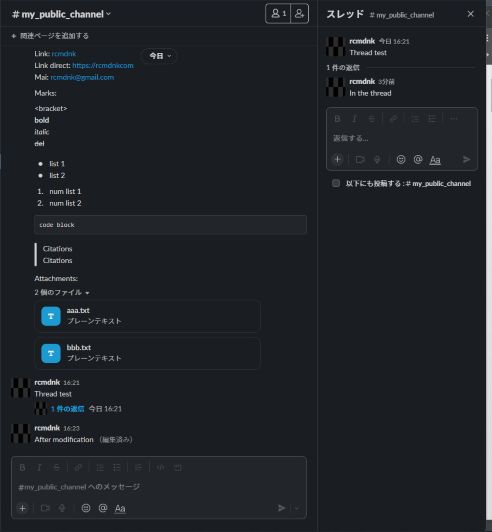 # my_public_channel
1
+ 関連ページを追加する
今日
Link: rcmdnk
Link direct: https://rcmdnkcom
Mai: rcmdnk@gmail.com
Marks:
<bracket>
bold
italic
del
• list 1
• list 2
1. num list 1
2. num list 2
code block
Citations
Citations
Attachments:
2 個のファイル
aaa.txt
プレーンテキスト
bbb.txt
プレーンテキスト
rcmdnk 16:21
Thread test
1 件の返信 今日 16:21
rcmdnk 16:23
After modification （編集済み）
B I S
#my_public_channel へのメッセージ
+ @ Aa
スレッド # my_public_channel
rcmdnk 今日 16:21
Thread test
1 件の返信
rcmdnk 3分前
In the thread
B I S
返信する...
+ @ Aa
以下にも投稿する : # my_public_channel